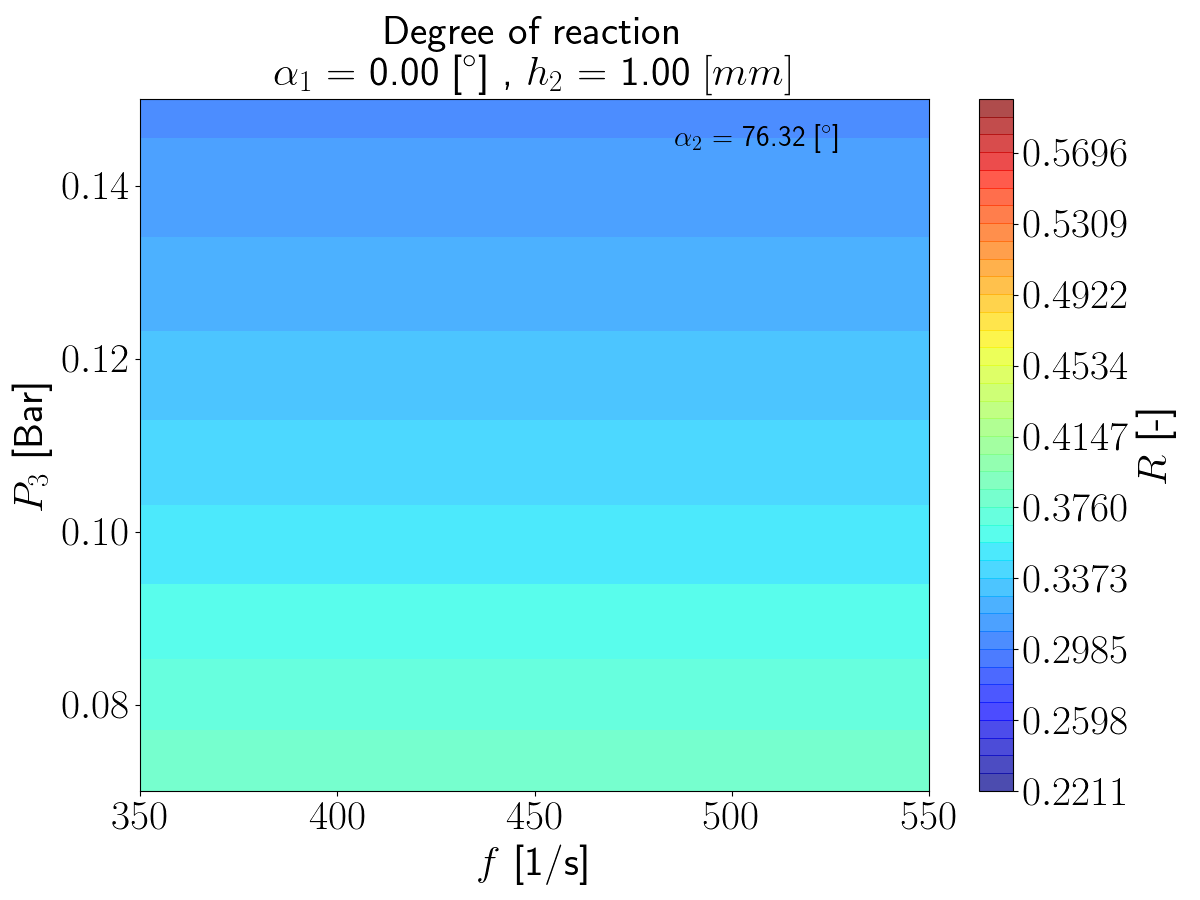 Degree of reaction
α₁ = 0.00 [°] , h₂ = 1.00 [mm]
α₂ = 76.32 [°]
P₃ [Bar]
0.14
0.12
0.10
0.08
350 400 450 500 550
f [1/s]
0.5696
0.5309
0.4922
0.4534
0.4147
0.3760
0.3373
0.2985
0.2598
0.2211
R [-]